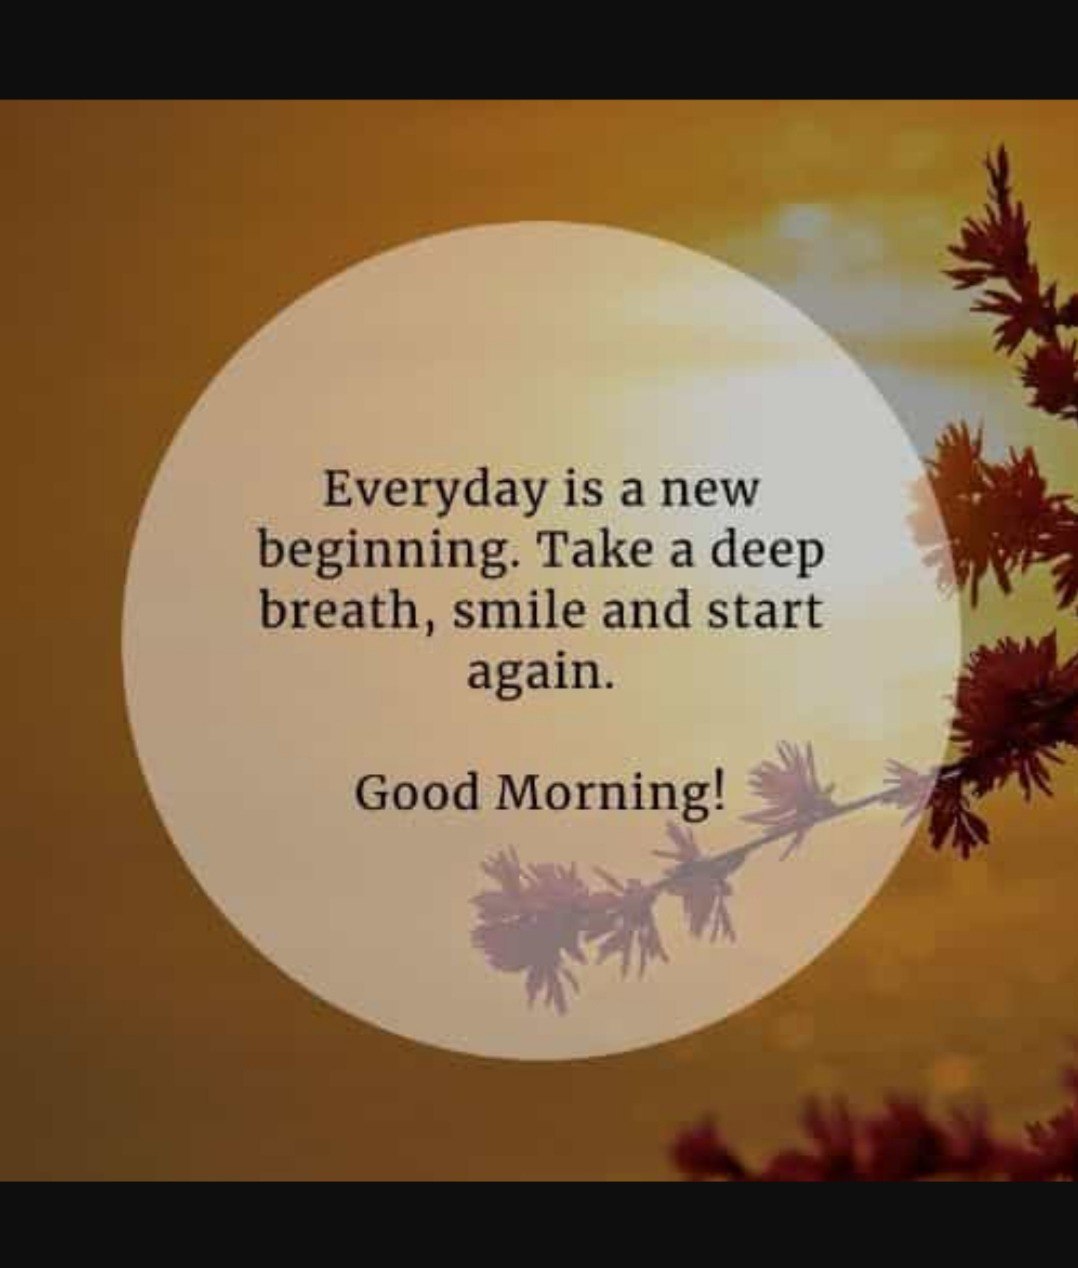 Everyday is a new
beginning. Take a deep
breath, smile and start
again.
Good Morning!